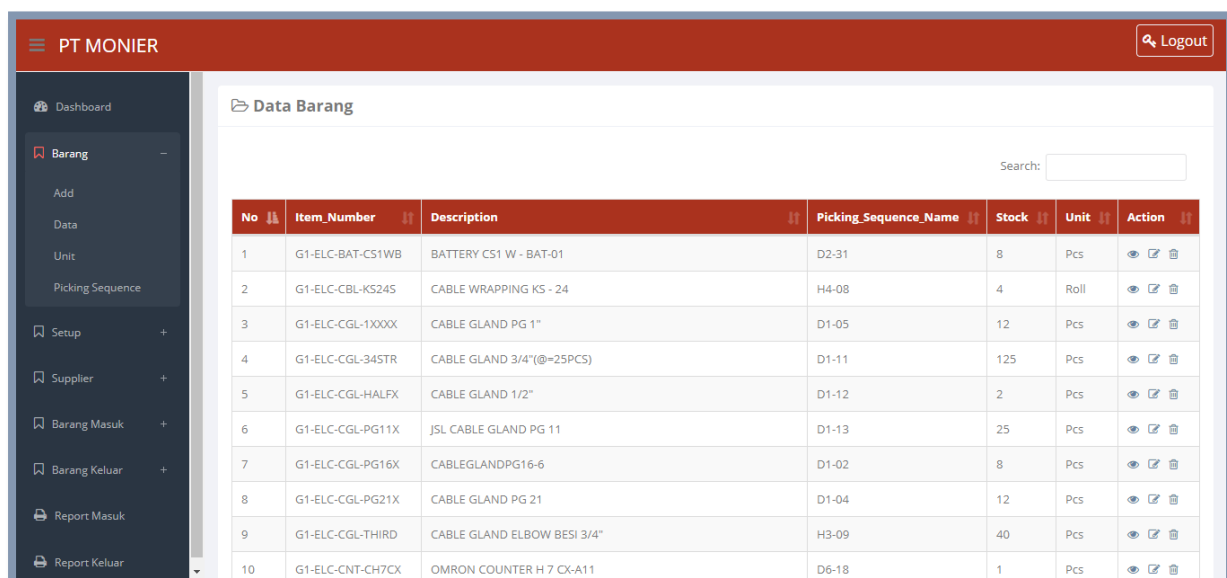 PT MONIER
Logout
Dashboard
Barang
Add
Data
Unit
Picking Sequence
Setup
Supplier
Barang Masuk
Barang Keluar
Report Masuk
Report Keluar
Data Barang
Search:
No Item_Number Description Picking_Sequence_Name Stock Unit Action
1 G1-ELC-BAT-CS1WB BATTERY CS1 W - BAT-01 D2-31 8 Pcs
2 G1-ELC-CBL-KS24S CABLE WRAPPING KS - 24 H4-08 4 Roll
3 G1-ELC-CGL-1XXXX CABLE GLAND PG 1" D1-05 12 Pcs
4 G1-ELC-CGL-34STR CABLE GLAND 3/4"(@=25PCS) D1-11 125 Pcs
5 G1-ELC-CGL-HALFX CABLE GLAND 1/2" D1-12 2 Pcs
6 G1-ELC-CGL-PG11X JSL CABLE GLAND PG 11 D1-13 25 Pcs
7 G1-ELC-CGL-PG16X CABLEGLANDPG16-6 D1-02 8 Pcs
8 G1-ELC-CGL-PG21X CABLE GLAND PG 21 D1-04 12 Pcs
9 G1-ELC-CGL-THIRD CABLE GLAND ELBOW BESI 3/4" H3-09 40 Pcs
10 G1-ELC-CNT-CH7CX OMRON COUNTER H 7 CX-A11 D6-18 1 Pcs